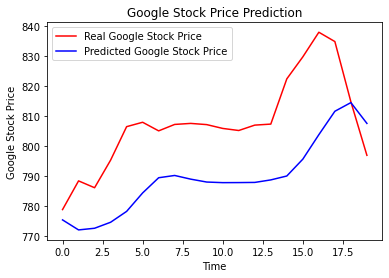 Google Stock Price Prediction
Real Google Stock Price
Predicted Google Stock Price
Google Stock Price
840
830
820
810
800
790
780
770
0.0 2.5 5.0 7.5 10.0 12.5 15.0 17.5
Time